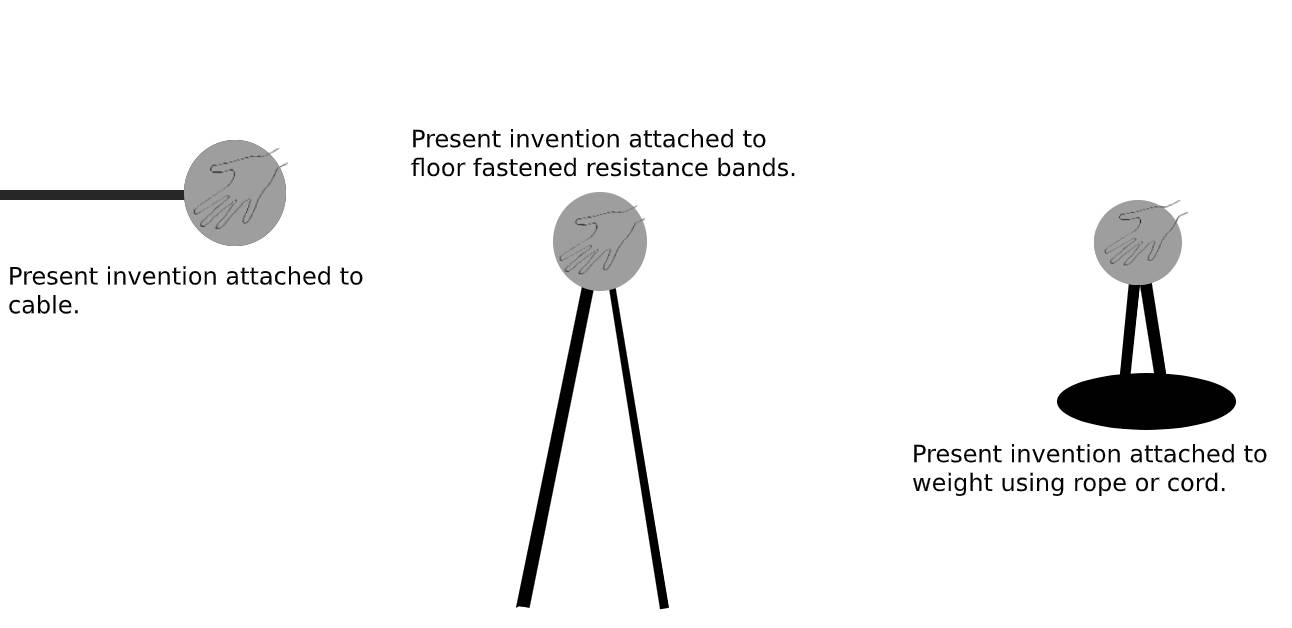 Present invention attached to
cable.
Present invention attached to
floor fastened resistance bands.
Present invention attached to
weight using rope or cord.